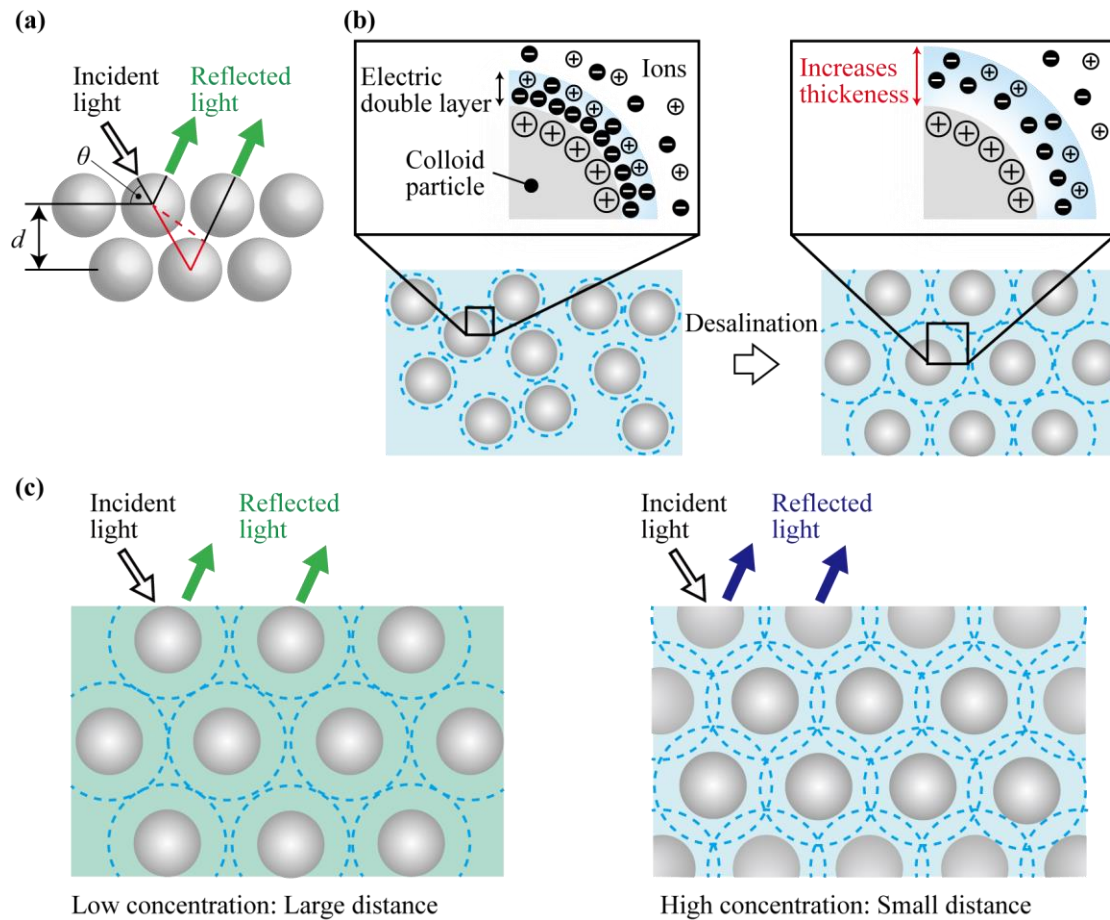 (a)
Incident
light
Reflected
light
θ
d
(b)
Electric
double layer
Ions
Colloid
particle
Increases
thickeness
Desalination
(c)
Incident
light
Reflected
light
Incident
light
Reflected
light
Low concentration: Large distance
High concentration: Small distance